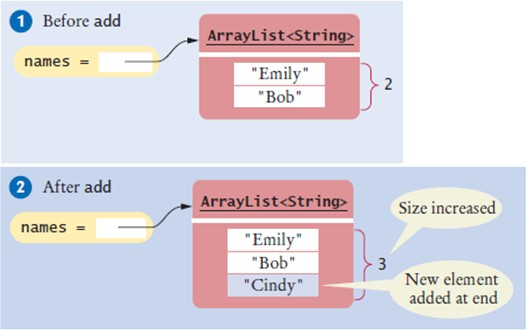 1 Before add
names =
ArrayList<String>
"Emily"
"Bob"
2
2 After add
names =
ArrayList<String>
"Emily"
"Bob"
"Cindy"
3
Size increased
New element
added at end